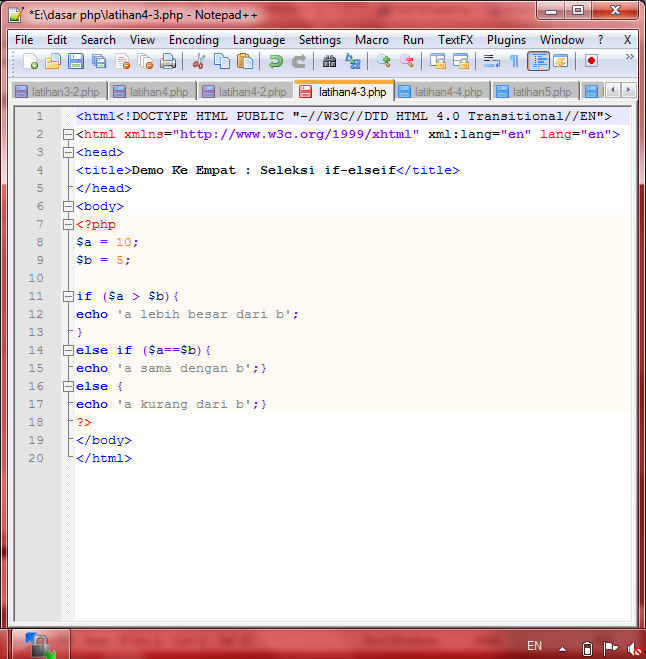 *E:\dasar php\latihan4-3.php - Notepad++
File Edit Search View Encoding Language Settings Macro Run TextFX Plugins Window ? X
latihan3-2.php latihan4.php latihan4-2.php latihan4-3.php latihan4-4.php latihan5.php
1 <html<!DOCTYPE HTML PUBLIC "-//W3C//DTD HTML 4.0 Transitional//EN">
2 <html xmlns="http://www.w3c.org/1999/xhtml" xml:lang="en" lang="en">
3 <head>
4 <title>Demo Ke Empat : Seleksi if-elseif</title>
5 </head>
6 <body>
7 <?php
8 $a = 10;
9 $b = 5;
10
11 if ($a > $b){
12 echo 'a lebih besar dari b';
13 }
14 else if ($a==$b){
15 echo 'a sama dengan b';}
16 else {
17 echo 'a kurang dari b';}
18 ?>
19 </body>
20 </html>
EN